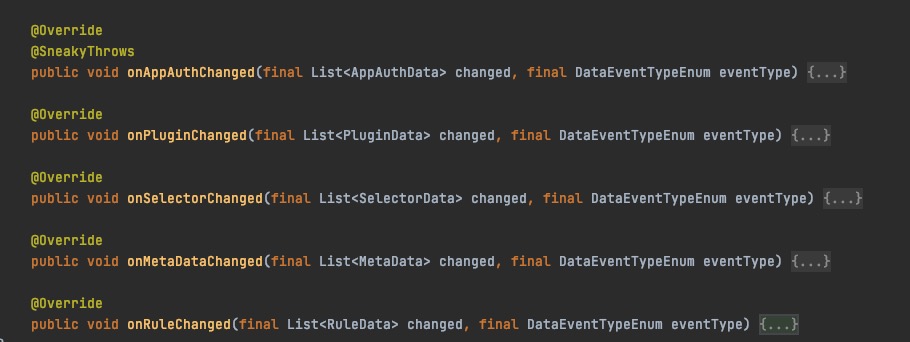 @Override
@SneakyThrows
public void onAppAuthChanged(final List<AppAuthData> changed, final DataEventTypeEnum eventType) {...}
@Override
public void onPluginChanged(final List<PluginData> changed, final DataEventTypeEnum eventType) {...}
@Override
public void onSelectorChanged(final List<SelectorData> changed, final DataEventTypeEnum eventType) {...}
@Override
public void onMetaDataChanged(final List<MetaData> changed, final DataEventTypeEnum eventType) {...}
@Override
public void onRuleChanged(final List<RuleData> changed, final DataEventTypeEnum eventType) {...}